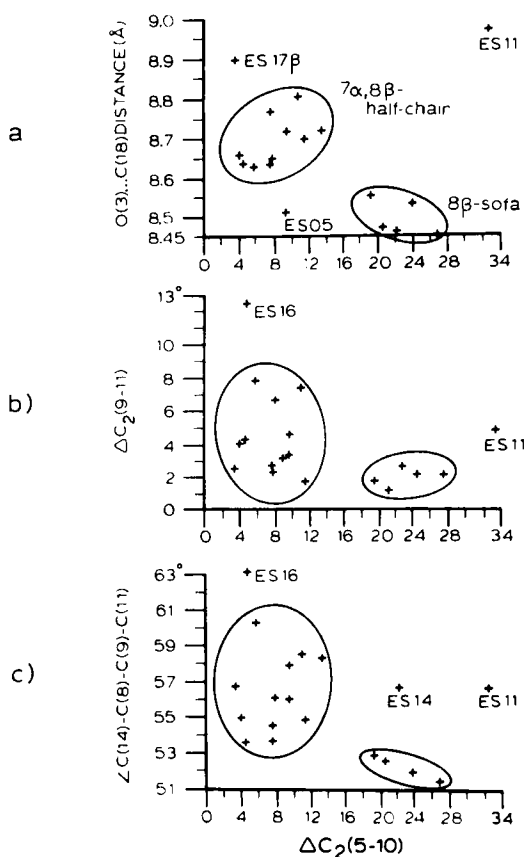 a
O(3)...C(18) DISTANCE(Å)
9.0
8.9
8.8
8.7
8.6
8.5
8.45
ES17β
ES11
7α,8β-
half-chair
8β-sofa
ES05
0 4 8 12 16 20 24 28 34
b)
ΔC₂(9-11)
13°
8
6
4
2
0
ES16
ES11
0 4 8 12 16 20 24 28 34
c)
∠C(14)-C(8)-C(9)-C(11)
63°
61
59
57
55
53
51
ES16
ES14
ES11
0 4 8 12 16 20 24 28 34
ΔC₂(5-10)